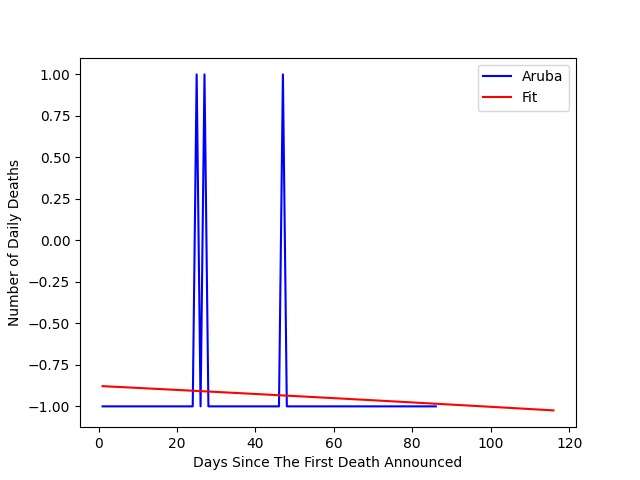 Aruba
Fit
1.00
0.75
0.50
0.25
0.00
−0.25
−0.50
−0.75
−1.00
Number of Daily Deaths
0 20 40 60 80 100 120
Days Since The First Death Announced